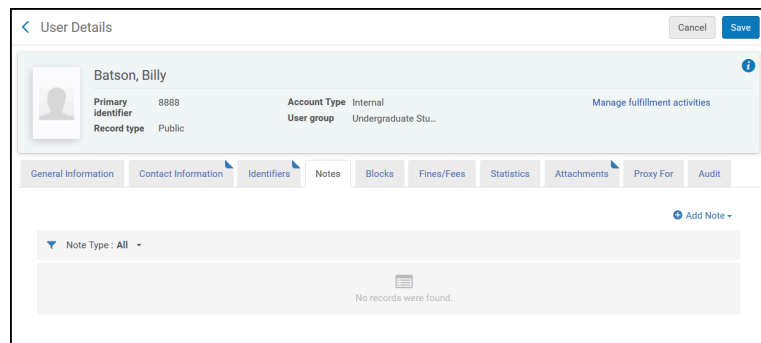 User Details
Cancel
Save
Batson, Billy
Primary identifier 8888
Account Type Internal
Manage fulfillment activities
User group Undergraduate Stu...
Record type Public
General Information Contact Information Identifiers Notes Blocks Fines/Fees Statistics Attachments Proxy For Audit
Add Note
Note Type : All
No records were found.